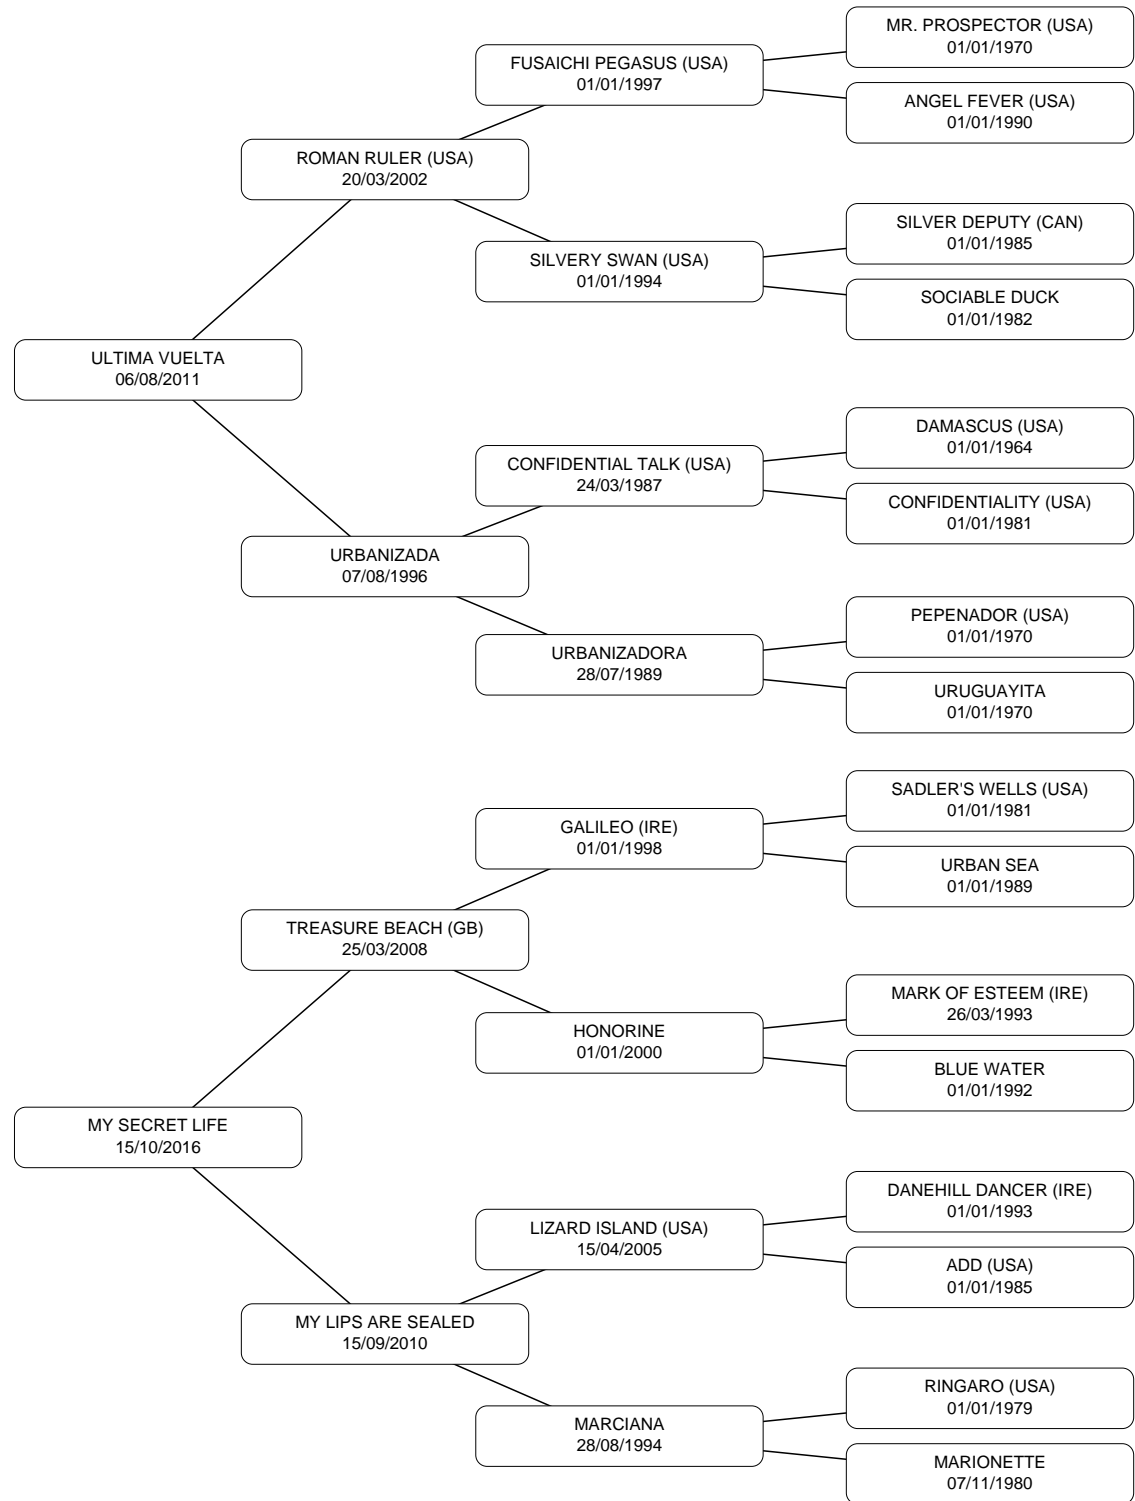 MR. PROSPECTOR (USA)
01/01/1970
FUSAICHI PEGASUS (USA)
01/01/1997
ANGEL FEVER (USA)
01/01/1990
ROMAN RULER (USA)
20/03/2002
SILVER DEPUTY (CAN)
01/01/1985
SILVERY SWAN (USA)
01/01/1994
SOCIABLE DUCK
01/01/1982
ULTIMA VUELTA
06/08/2011
DAMASCUS (USA)
01/01/1964
CONFIDENTIAL TALK (USA)
24/03/1987
CONFIDENTIALITY (USA)
01/01/1981
URBANIZADA
07/08/1996
PEPENADOR (USA)
01/01/1970
URBANIZADORA
28/07/1989
URUGUAYITA
01/01/1970
SADLER'S WELLS (USA)
01/01/1981
GALILEO (IRE)
01/01/1998
URBAN SEA
01/01/1989
TREASURE BEACH (GB)
25/03/2008
MARK OF ESTEEM (IRE)
26/03/1993
HONORINE
01/01/2000
BLUE WATER
01/01/1992
MY SECRET LIFE
15/10/2016
DANEHILL DANCER (IRE)
01/01/1993
LIZARD ISLAND (USA)
15/04/2005
ADD (USA)
01/01/1985
MY LIPS ARE SEALED
15/09/2010
RINGARO (USA)
01/01/1979
MARCIANA
28/08/1994
MARIONETTE
07/11/1980